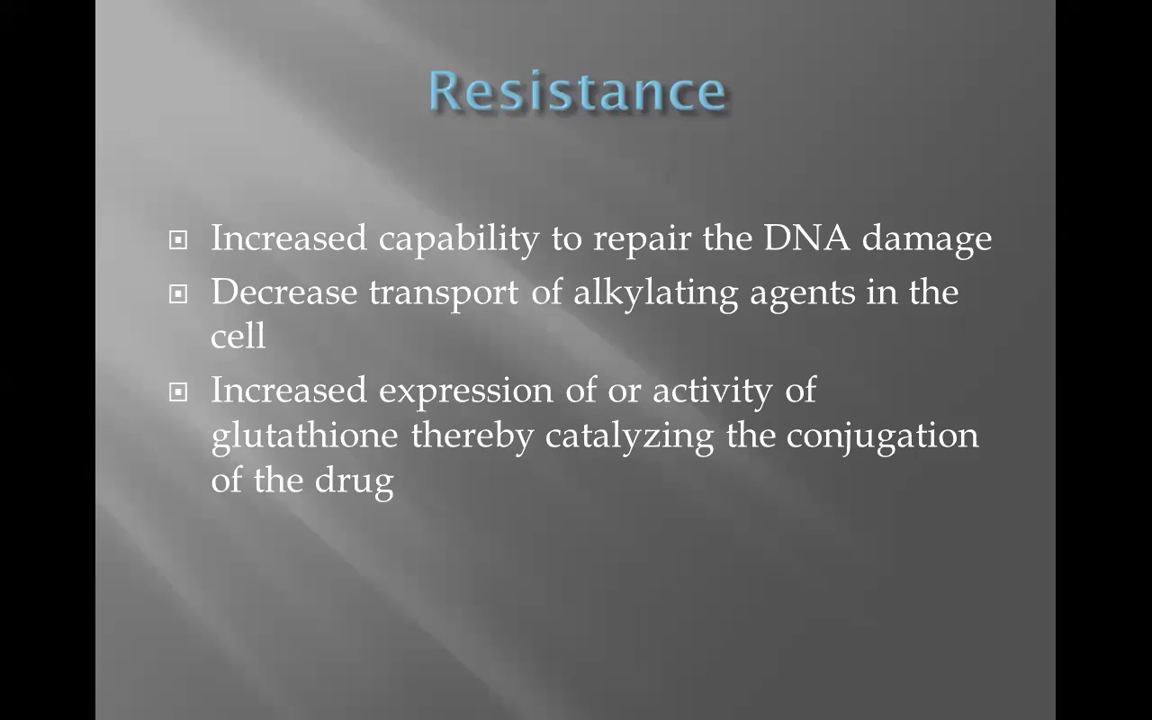 Resistance
Increased capability to repair the DNA damage
Decrease transport of alkylating agents in the
cell
Increased expression of or activity of
glutathione thereby catalyzing the conjugation
of the drug